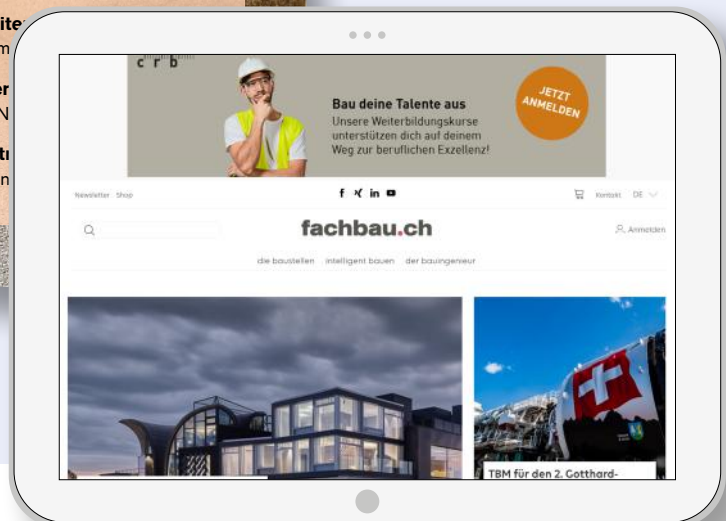 crb
Bau deine Talente aus
Unsere Weiterbildungskurse
unterstützen dich auf deinem
Weg zur beruflichen Exzellenz!
JETZT
ANMELDEN
Newsletter Shop
Kontakt DE
fachbau.ch
Anmelden
die baustellen intelligent bauen der bauingenieur
TBM für den 2. Gotthard-